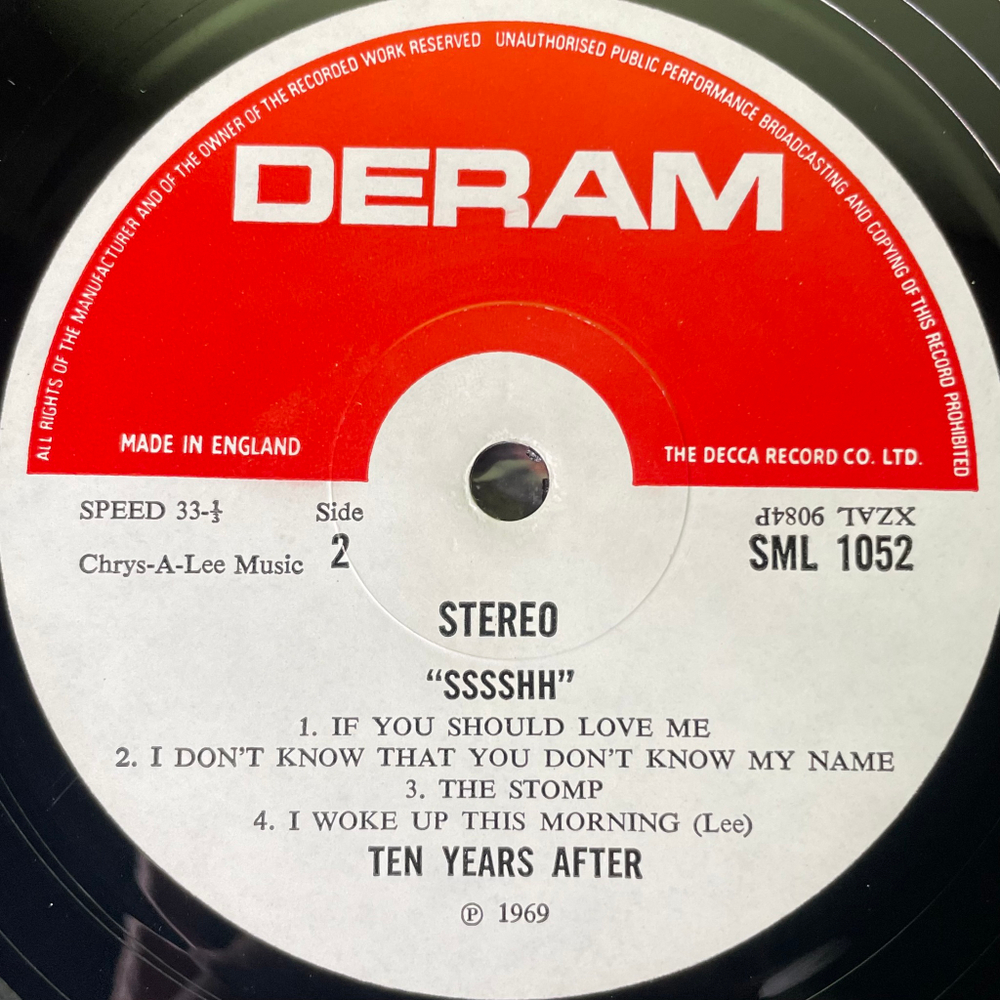 ALL RIGHTS OF THE MANUFACTURER AND OF THE OWNER OF THE RECORDED WORK RESERVED UNAUTHORISED PUBLIC PERFORMANCE BROADCASTING AND COPYING OF THIS RECORD PROHIBITED
DERAM
MADE IN ENGLAND
THE DECCA RECORD CO. LTD.
SPEED 33-⅓
Side
XZAL 9084P
Chrys-A-Lee Music
2
SML 1052
STEREO
“SSSSHH”
1. IF YOU SHOULD LOVE ME
2. I DON'T KNOW THAT YOU DON'T KNOW MY NAME
3. THE STOMP
4. I WOKE UP THIS MORNING (Lee)
TEN YEARS AFTER
℗ 1969